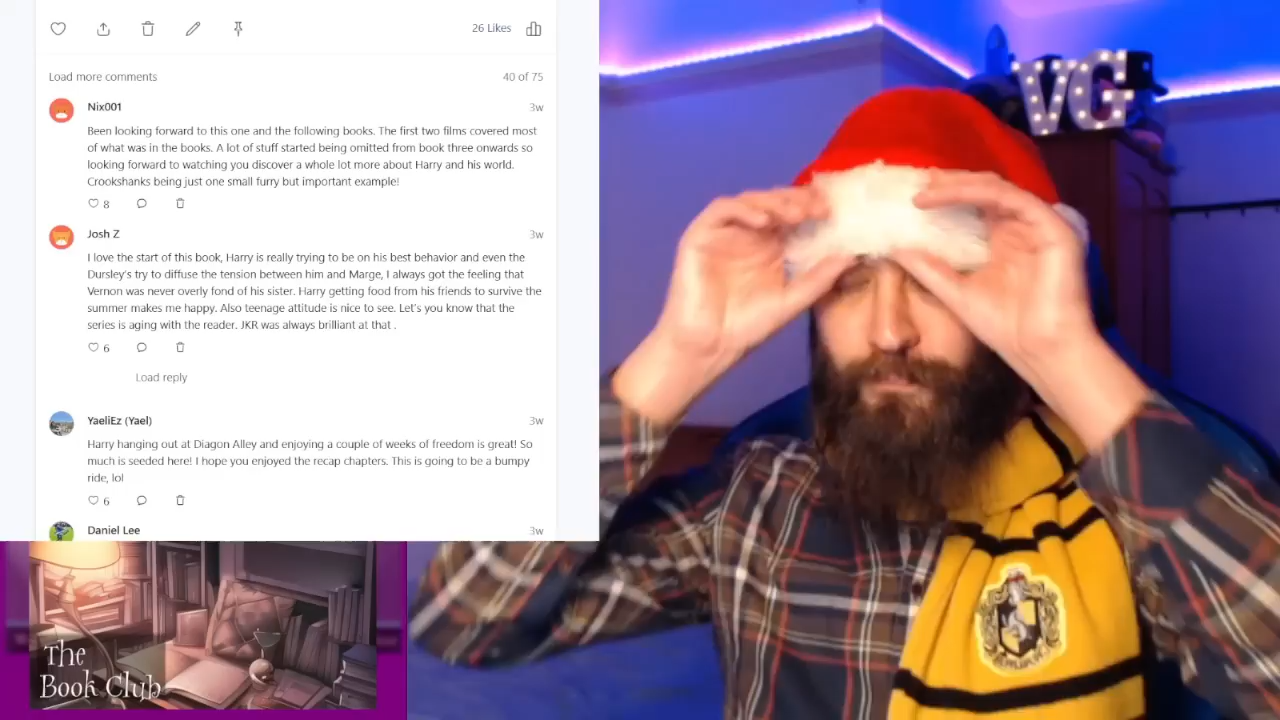 26 Likes
Load more comments
40 of 75
Nix001
3w
Been looking forward to this one and the following books. The first two films covered most
of what was in the books. A lot of stuff started being omitted from book three onwards so
looking forward to watching you discover a whole lot more about Harry and his world.
Crookshanks being just one small furry but important example!
8
Josh Z
3w
I love the start of this book, Harry is really trying to be on his best behavior and even the
Dursley's try to diffuse the tension between him and Marge, I always got the feeling that
Vernon was never overly fond of his sister. Harry getting food from his friends to survive the
summer makes me happy. Also teenage attitude is nice to see. Let's you know that the
series is aging with the reader. JKR was always brilliant at that .
6
Load reply
YaeliEz (Yael)
3w
Harry hanging out at Diagon Alley and enjoying a couple of weeks of freedom is great! So
much is seeded here! I hope you enjoyed the recap chapters. This is going to be a bumpy
ride, lol
6
Daniel Lee
3w
The
Book Club
VG